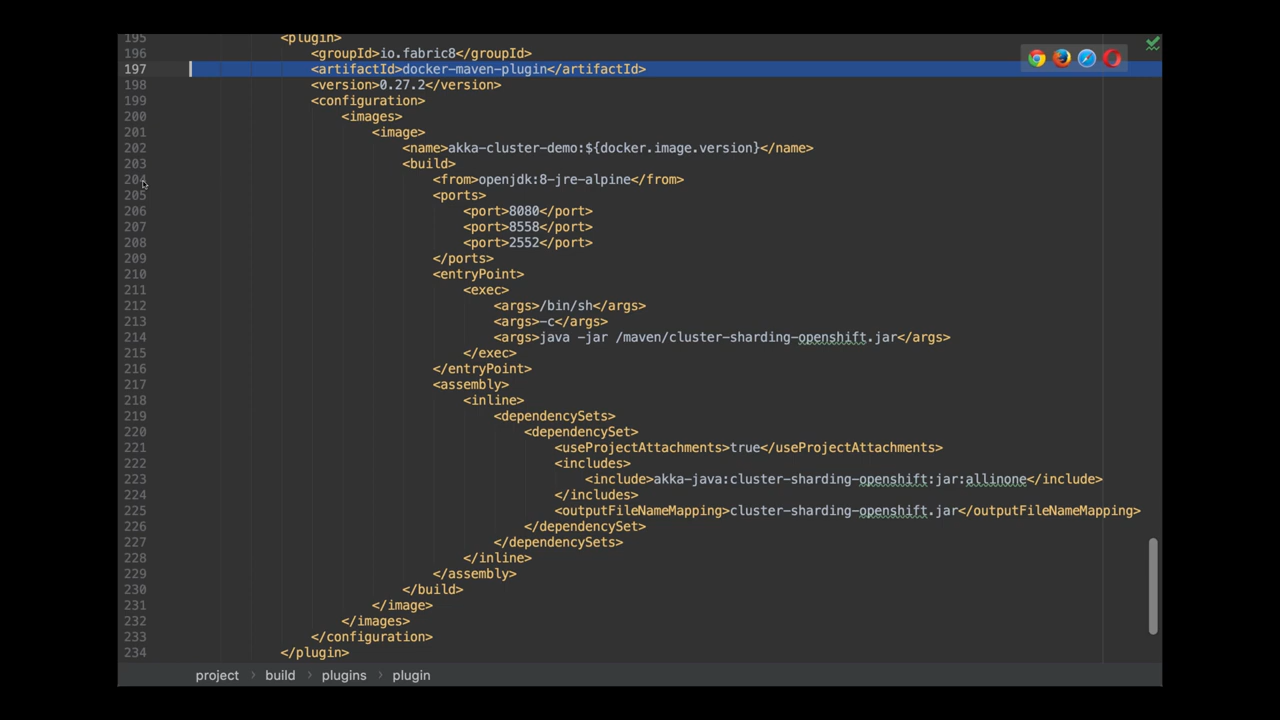 195 <plugin>
196 <groupId>io.fabric8</groupId>
197 <artifactId>docker-maven-plugin</artifactId>
198 <version>0.27.2</version>
199 <configuration>
200 <images>
201 <image>
202 <name>akka-cluster-demo:${docker.image.version}</name>
203 <build>
204 <from>openjdk:8-jre-alpine</from>
205 <ports>
206 <port>8080</port>
207 <port>8558</port>
208 <port>2552</port>
209 </ports>
210 <entryPoint>
211 <exec>
212 <args>/bin/sh</args>
213 <args>-c</args>
214 <args>java -jar /maven/cluster-sharding-openshift.jar</args>
215 </exec>
216 </entryPoint>
217 <assembly>
218 <inline>
219 <dependencySets>
220 <dependencySet>
221 <useProjectAttachments>true</useProjectAttachments>
222 <includes>
223 <include>akka-java:cluster-sharding-openshift:jar:allinone</include>
224 </includes>
225 <outputFileNameMapping>cluster-sharding-openshift.jar</outputFileNameMapping>
226 </dependencySet>
227 </dependencySets>
228 </inline>
229 </assembly>
230 </build>
231 </image>
232 </images>
233 </configuration>
234 </plugin>
project › build › plugins › plugin